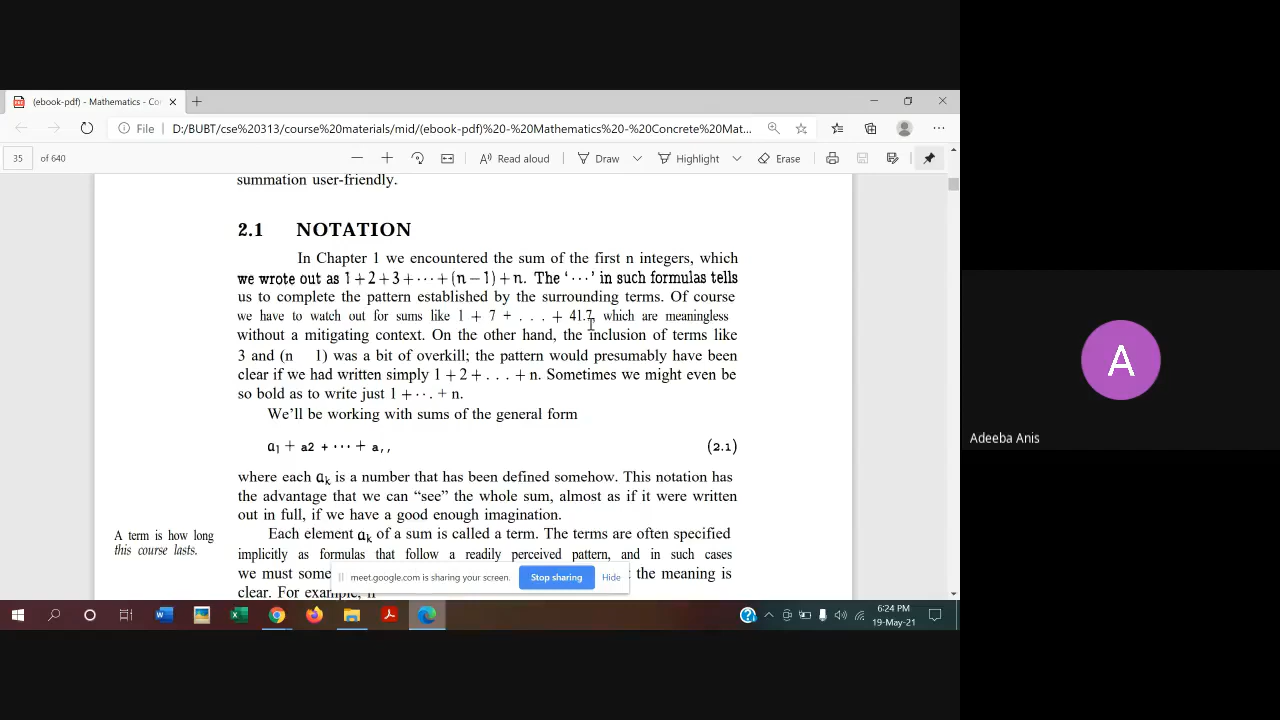 (ebook-pdf) - Mathematics - Co
File
D:/BUBT/cse%20313/course%20materials/mid/(ebook-pdf)%20-%20Mathematics%20-%20Concrete%20Mat...
35 of 640
Read aloud
Draw
Highlight
Erase
summation user-friendly.
2.1 NOTATION
In Chapter 1 we encountered the sum of the first n integers, which
we wrote out as 1 + 2 + 3 + ··· + (n − 1) + n. The ‘···’ in such formulas tells
us to complete the pattern established by the surrounding terms. Of course
we have to watch out for sums like 1 + 7 + . . . + 41.7, which are meaningless
without a mitigating context. On the other hand, the inclusion of terms like
3 and (n 1) was a bit of overkill; the pattern would presumably have been
clear if we had written simply 1 + 2 + . . . + n. Sometimes we might even be
so bold as to write just 1 + ·· . + n.
We’ll be working with sums of the general form
a1 + a2 + ··· + a,, (2.1)
where each ak is a number that has been defined somehow. This notation has
the advantage that we can “see” the whole sum, almost as if it were written
out in full, if we have a good enough imagination.
A term is how long
this course lasts.
Each element ak of a sum is called a term. The terms are often specified
implicitly as formulas that follow a readily perceived pattern, and in such cases
we must some the meaning is
clear. For example,
meet.google.com is sharing your screen.
Stop sharing
Hide
6:24 PM
19-May-21
A
Adeeba Anis